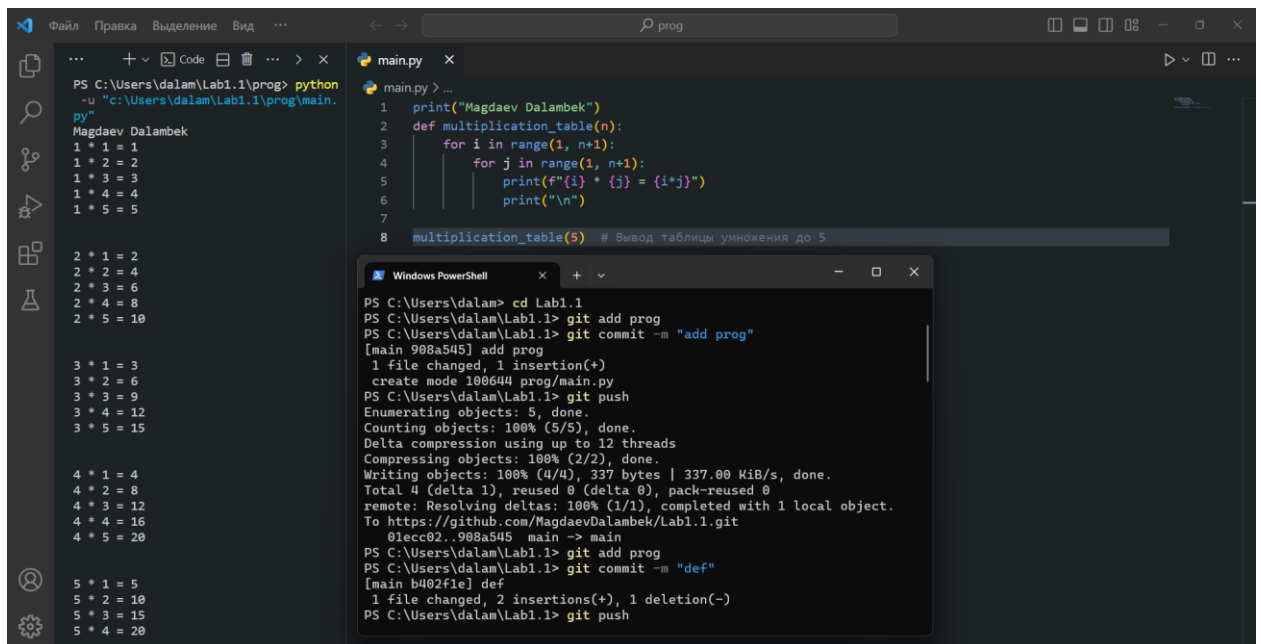 Файл Правка Выделение Вид ··· prog
··· Code ···
PS C:\Users\dalam\Lab1.1\prog> python
-u "c:\Users\dalam\Lab1.1\prog\main.
py"
Magdaev Dalambek
1 * 1 = 1
1 * 2 = 2
1 * 3 = 3
1 * 4 = 4
1 * 5 = 5
2 * 1 = 2
2 * 2 = 4
2 * 3 = 6
2 * 4 = 8
2 * 5 = 10
3 * 1 = 3
3 * 2 = 6
3 * 3 = 9
3 * 4 = 12
3 * 5 = 15
4 * 1 = 4
4 * 2 = 8
4 * 3 = 12
4 * 4 = 16
4 * 5 = 20
5 * 1 = 5
5 * 2 = 10
5 * 3 = 15
5 * 4 = 20
main.py
main.py > ...
1 print("Magdaev Dalambek")
2 def multiplication_table(n):
3 for i in range(1, n+1):
4 for j in range(1, n+1):
5 print(f"{i} * {j} = {i*j}")
6 print("\n")
7
8 multiplication_table(5) # Вывод таблицы умножения до 5
Windows PowerShell
PS C:\Users\dalam> cd Lab1.1
PS C:\Users\dalam\Lab1.1> git add prog
PS C:\Users\dalam\Lab1.1> git commit -m "add prog"
[main 908a545] add prog
1 file changed, 1 insertion(+)
create mode 100644 prog/main.py
PS C:\Users\dalam\Lab1.1> git push
Enumerating objects: 5, done.
Counting objects: 100% (5/5), done.
Delta compression using up to 12 threads
Compressing objects: 100% (2/2), done.
Writing objects: 100% (4/4), 337 bytes | 337.00 KiB/s, done.
Total 4 (delta 1), reused 0 (delta 0), pack-reused 0
remote: Resolving deltas: 100% (1/1), completed with 1 local object.
To https://github.com/MagdaevDalambek/Lab1.1.git
01ecc02..908a545 main -> main
PS C:\Users\dalam\Lab1.1> git add prog
PS C:\Users\dalam\Lab1.1> git commit -m "def"
[main b402f1e] def
1 file changed, 2 insertions(+), 1 deletion(-)
PS C:\Users\dalam\Lab1.1> git push